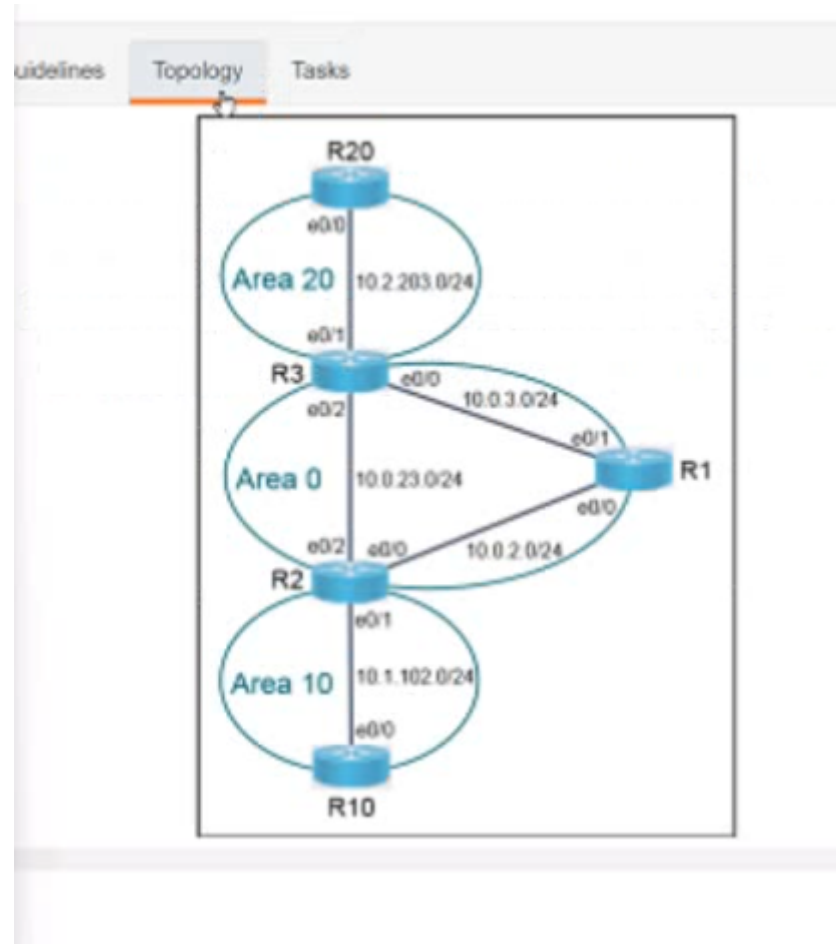 uidelines Topology Tasks
R20
e0/0
Area 20 10.2.203.0/24
e0/1
R3 e0/0
10.0.3.0/24
e0/2
e0/1
Area 0 10.0.23.0/24 R1
e0/0
e0/2 e0/0 10.0.2.0/24
R2
e0/1
Area 10 10.1.102.0/24
e0/0
R10